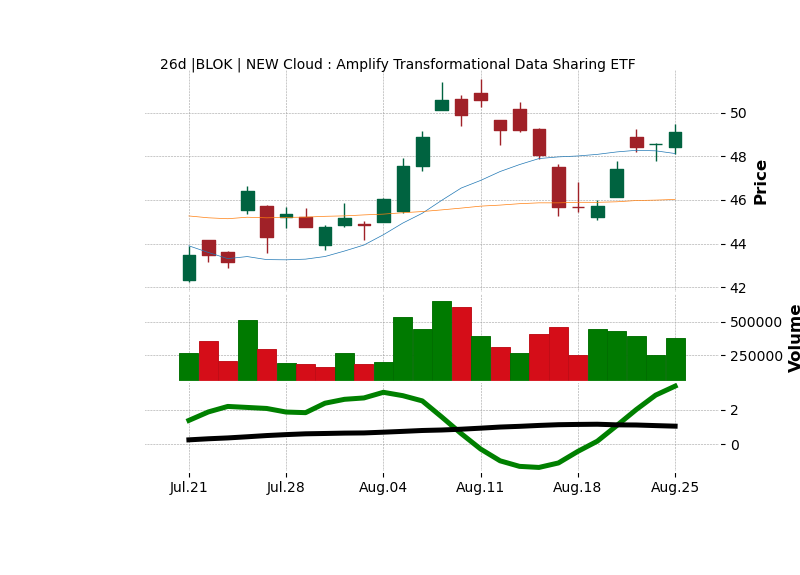 26d |BLOK | NEW Cloud : Amplify Transformational Data Sharing ETF
50
48
46
44
42
Price
500000
250000
Volume
2
0
Jul.21 Jul.28 Aug.04 Aug.11 Aug.18 Aug.25